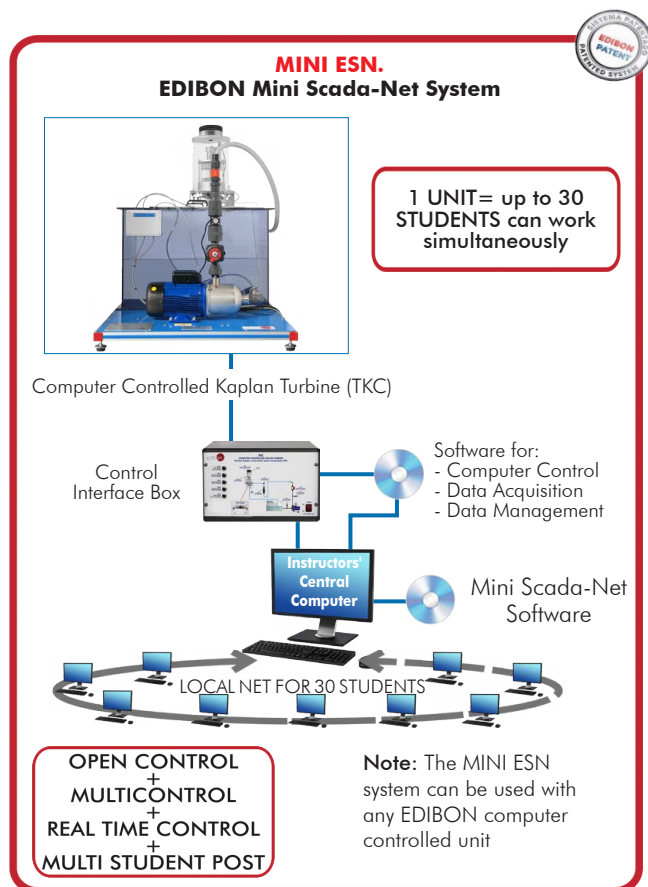 SISTEMA PATENTADO
EDIBON
PATENT
PATENTED SYSTEM
MINI ESN.
EDIBON Mini Scada-Net System
1 UNIT= up to 30
STUDENTS can work
simultaneously
Computer Controlled Kaplan Turbine (TKC)
Control
Interface Box
Software for:
- Computer Control
- Data Acquisition
- Data Management
Instructors'
Central
Computer
Mini Scada-Net
Software
LOCAL NET FOR 30 STUDENTS
OPEN CONTROL
+
MULTICONTROL
+
REAL TIME CONTROL
+
MULTI STUDENT POST
Note: The MINI ESN
system can be used with
any EDIBON computer
controlled unit